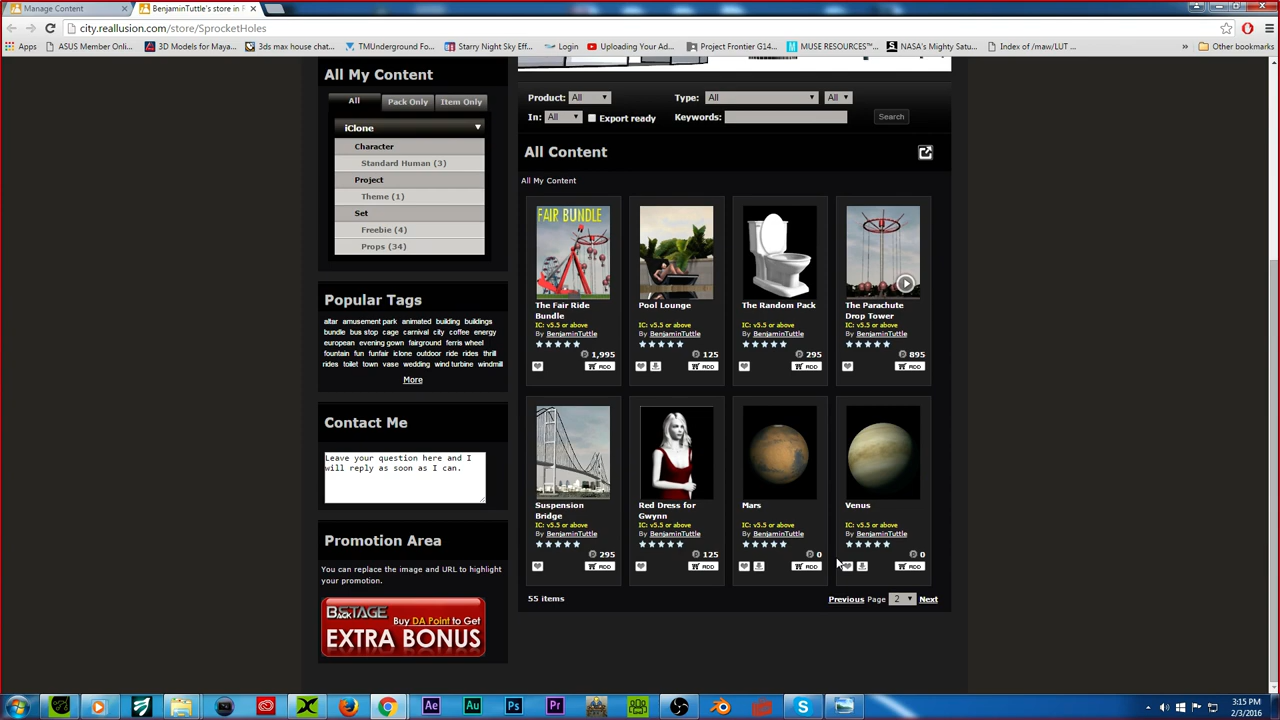 Manage Content
BenjaminTuttle's store in F
city.reallusion.com/store/SprocketHoles
Apps
ASUS Member Onli...
3D Models for Maya...
3ds max house chat...
TMUnderground Fo...
Starry Night Sky Eff...
Login
Uploading Your Ad...
Project Frontier G14...
MUSE RESOURCES™...
NASA's Mighty Satu...
Index of /maw/LUT ...
Other bookmarks
All My Content
All
Pack Only
Item Only
iClone
Character
Standard Human (3)
Project
Theme (1)
Set
Freebie (4)
Props (34)
Popular Tags
altar amusement park animated building buildings
bundle bus stop cage carnival city coffee energy
european evening gown fairground ferris wheel
fountain fun funfair iclone outdoor ride rides thrill
rides toilet town vase wedding wind turbine windmill
More
Contact Me
Leave your question here and I
will reply as soon as I can.
Promotion Area
You can replace the image and URL to highlight
your promotion.
BACKSTAGE
Buy DA Point to Get
EXTRA BONUS
Product: All
Type: All
All
In: All
Export ready
Keywords:
Search
All Content
All My Content
FAIR BUNDLE
The Fair Ride
Bundle
IC: v5.5 or above
By BenjaminTuttle
1,995
ADD
Pool Lounge
IC: v5.5 or above
By BenjaminTuttle
125
ADD
The Random Pack
IC: v5.5 or above
By BenjaminTuttle
295
ADD
The Parachute
Drop Tower
IC: v5.5 or above
By BenjaminTuttle
895
ADD
Suspension
Bridge
IC: v5.5 or above
By BenjaminTuttle
295
ADD
Red Dress for
Gwynn
IC: v5.5 or above
By BenjaminTuttle
125
ADD
Mars
IC: v5.5 or above
By BenjaminTuttle
0
ADD
Venus
IC: v5.5 or above
By BenjaminTuttle
0
ADD
55 items
Previous Page 2 Next
Ae
Au
Ps
Pr
3:15 PM
2/3/2016